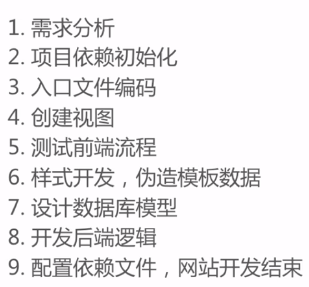 1. 需求分析
2. 项目依赖初始化
3. 入口文件编码
4. 创建视图
5. 测试前端流程
6. 样式开发，伪造模板数据
7. 设计数据库模型
8. 开发后端逻辑
9. 配置依赖文件，网站开发结束